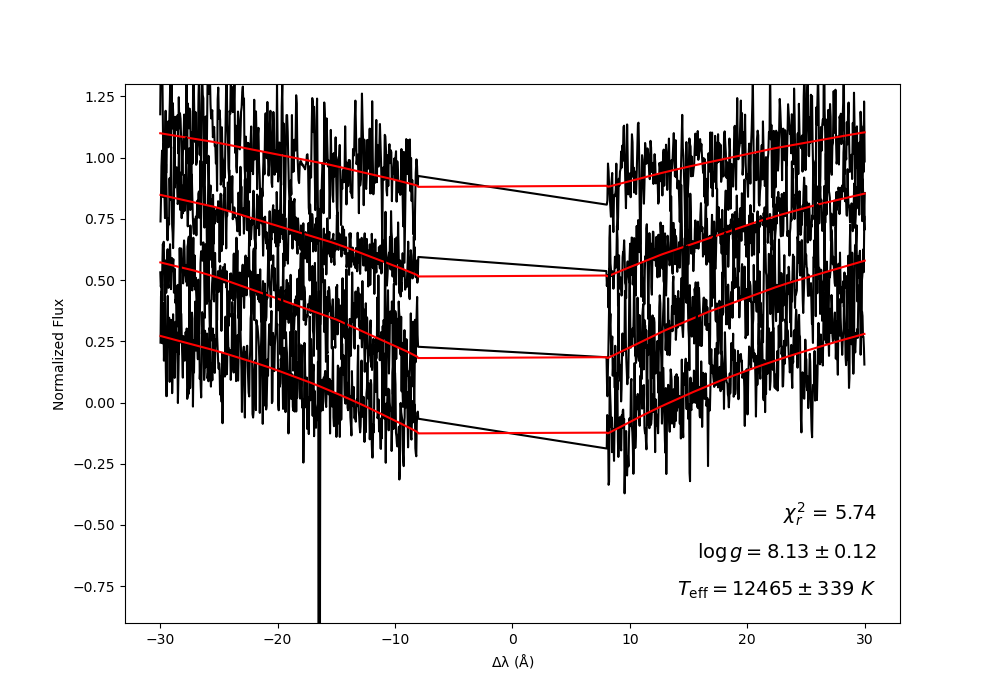 1.25
1.00
0.75
0.50
0.25
0.00
−0.25
−0.50
−0.75
Normalized Flux
χ²ᵣ = 5.74
log g = 8.13 ± 0.12
T_eff = 12465 ± 339 K
−30 −20 −10 0 10 20 30
Δλ (Å)